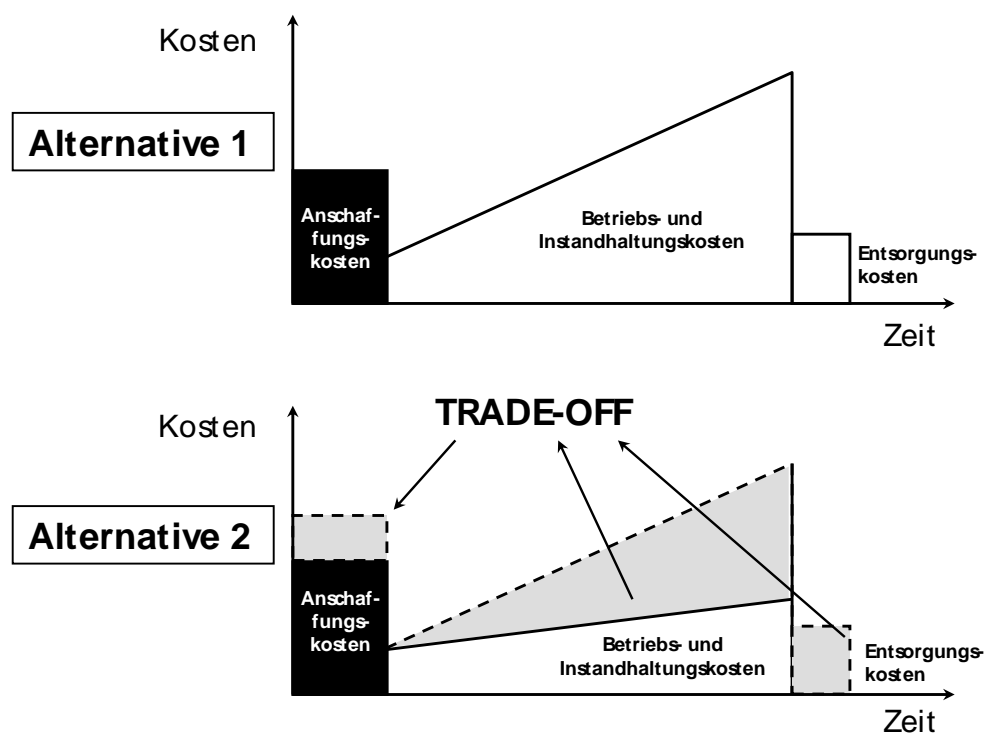 Kosten
Alternative 1
Anschaf-
fungs-
kosten
Betriebs- und
Instandhaltungskosten
Entsorgungs-
kosten
Zeit
TRADE-OFF
Kosten
Alternative 2
Anschaf-
fungs-
kosten
Betriebs- und
Instandhaltungskosten
Entsorgungs-
kosten
Zeit